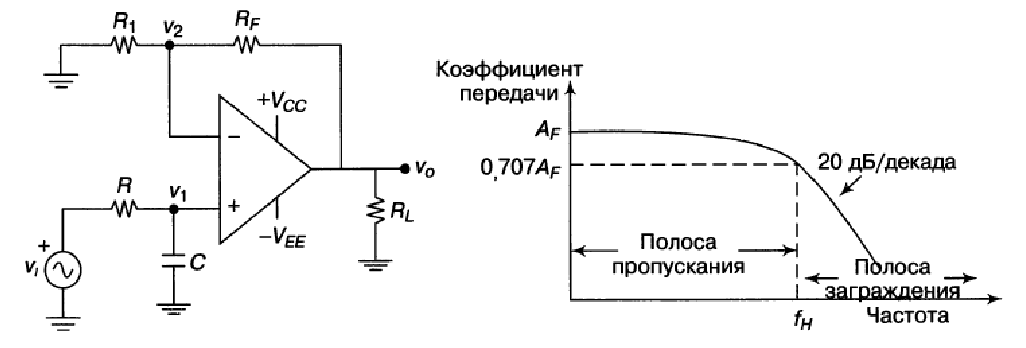 R1
v2
RF
+VCC
−
vo
R
v1
+
−VEE
RL
+
vi
C
Коэффициент
передачи
AF
0,707AF
20 дБ/декада
Полоса
пропускания
Полоса
заграждения
Частота
fH